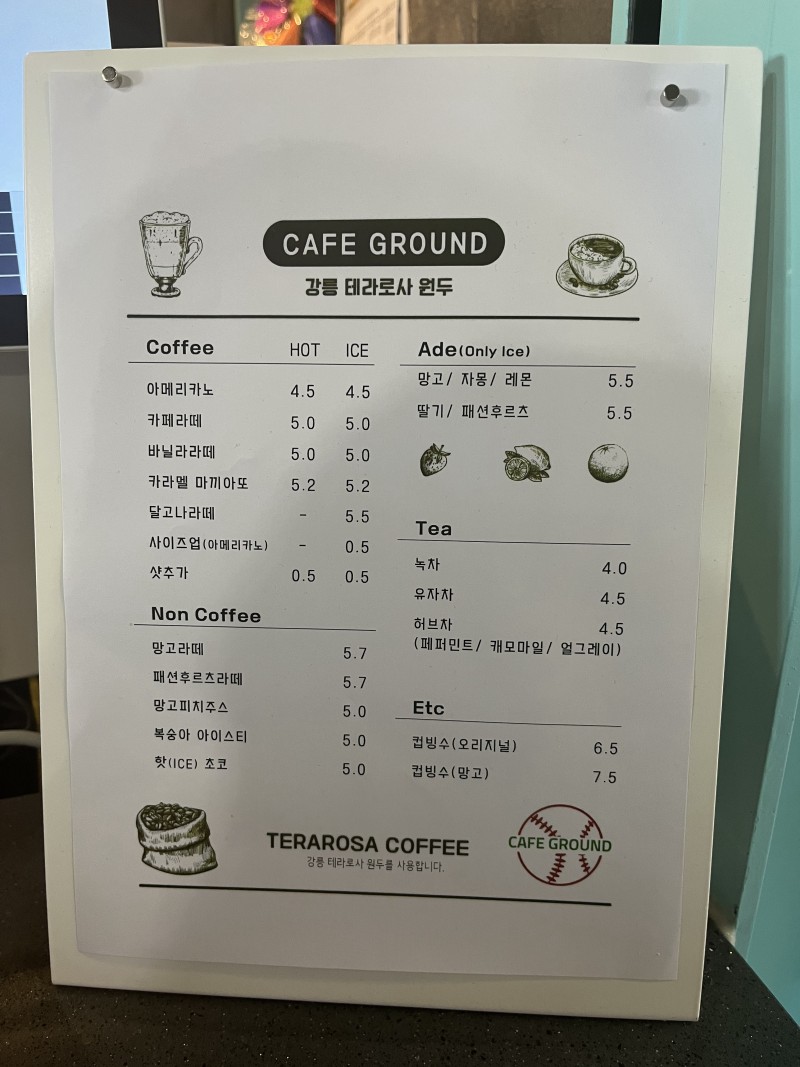 CAFE GROUND
강릉 테라로사 원두
Coffee HOT ICE
아메리카노 4.5 4.5
카페라떼 5.0 5.0
바닐라라떼 5.0 5.0
카라멜 마끼아또 5.2 5.2
달고나라떼 - 5.5
사이즈업(아메리카노) - 0.5
샷추가 0.5 0.5
Non Coffee
망고라떼 5.7
패션후르츠라떼 5.7
망고피치주스 5.0
복숭아 아이스티 5.0
핫(ICE) 초코 5.0
Ade(Only Ice)
망고/ 자몽/ 레몬 5.5
딸기/ 패션후르츠 5.5
Tea
녹차 4.0
유자차 4.5
허브차 4.5
(페퍼민트/ 캐모마일/ 얼그레이)
Etc
컵빙수(오리지널) 6.5
컵빙수(망고) 7.5
TERAROSA COFFEE
강릉 테라로사 원두를 사용합니다.
CAFE GROUND